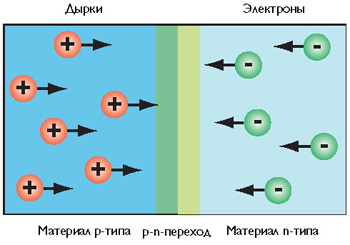 Дырки
Электроны
Материал p-типа
p-n-переход
Материал n-типа